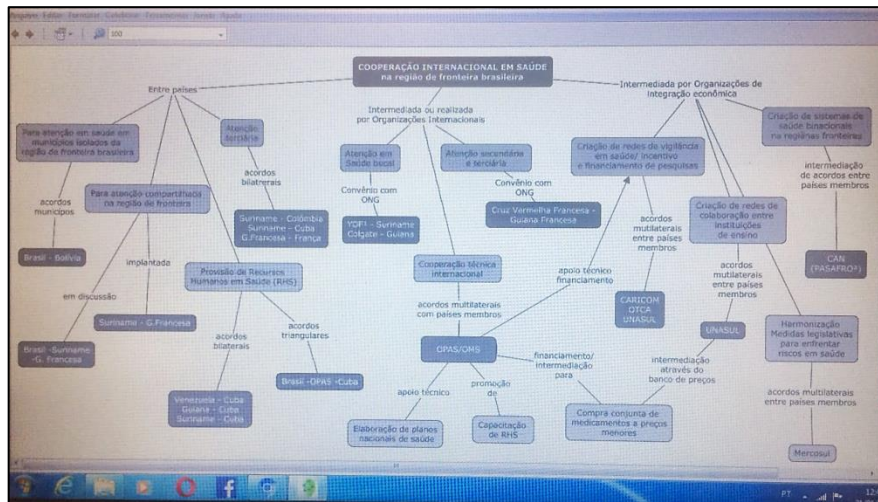 100
COOPERAÇÃO INTERNACIONAL EM SAÚDE
na região de fronteira brasileira
Entre países
Intermediada ou realizada
por Organizações Internacionais
Intermediada por Organizações de
Integração econômica
Para atenção em saúde em
municípios isolados da
região de fronteira brasileira
acordos
municípos
Brasil - Bolívia
Para atenção compartilhada
na região de fronteira
em discussão
Brasil -Suriname
-G. Francesa
implantada
Suriname - G.Francesa
Atenção
terciária
acordos
bilatrerais
Suriname - Colômbia
Suriname - Cuba
G.Francesa - França
Provisão de Recursos
Humanos em Saúde (RHS)
acordos
bilaterais
Venezuela - Cuba
Guiana - Cuba
Suriname - Cuba
acordos
triangulares
Brasil -OPAS -Cuba
Atenção em
Saúde bucal
Convênio com
ONG
- Suriname
Colgate - Guiana
Atenção secundária
e terciária
Convênio com
ONG
Cruz Vermelha Francesa -
Guiana Francesa
Cooperação técnica
internacional
acordos multilaterais
com países membros
OPAS/OMS
apoio técnico
Elaboração de planes
nacionais de saúde
promoção
de
Capacitação
de RHS
financiamento/
intermediação
para
Compra conjunta de
medicamentos a preços
menores
apoio técnico
financiamento
Criação de redes de vigilância
em saúde/ incentivo
e financiamento de pesquisas
acordos
mutilaterais
entre países
membros
CARICOM
OTCA
UNASUL
Criação de redes de
colaboração entre
instituições
de ensino
acordos
mutilaterais
entre países
membros
UNASUL
intermediação
através do
banco de preços
Criação de sistemas de
saúde binacionais
na regiênas fronteiras
intermediação
de acordos entre
países membros
CAN
Harmonização
Medidas legislativas
para enfrentar
riscos em saúde
acordos multilaterais
entre países membros
Mercosul
PT